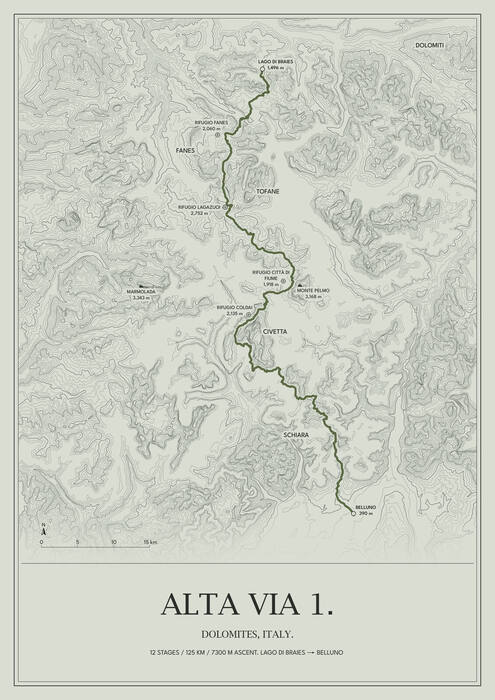 DOLOMITI
LAGO DI BRAIES
1,496 m
RIFUGIO FANES
2,060 m
FANES
TOFANE
RIFUGIO LAGAZUOI
2,752 m
RIFUGIO CITTÀ DI
FIUME
1,918 m
MARMOLADA
3,343 m
MONTE PELMO
3,168 m
RIFUGIO COLDAI
2,135 m
CIVETTA
SCHIARA
BELLUNO
390 m
N
0 5 10 15 km
ALTA VIA 1.
DOLOMITES, ITALY.
12 STAGES / 125 KM / 7300 M ASCENT. LAGO DI BRAIES → BELLUNO